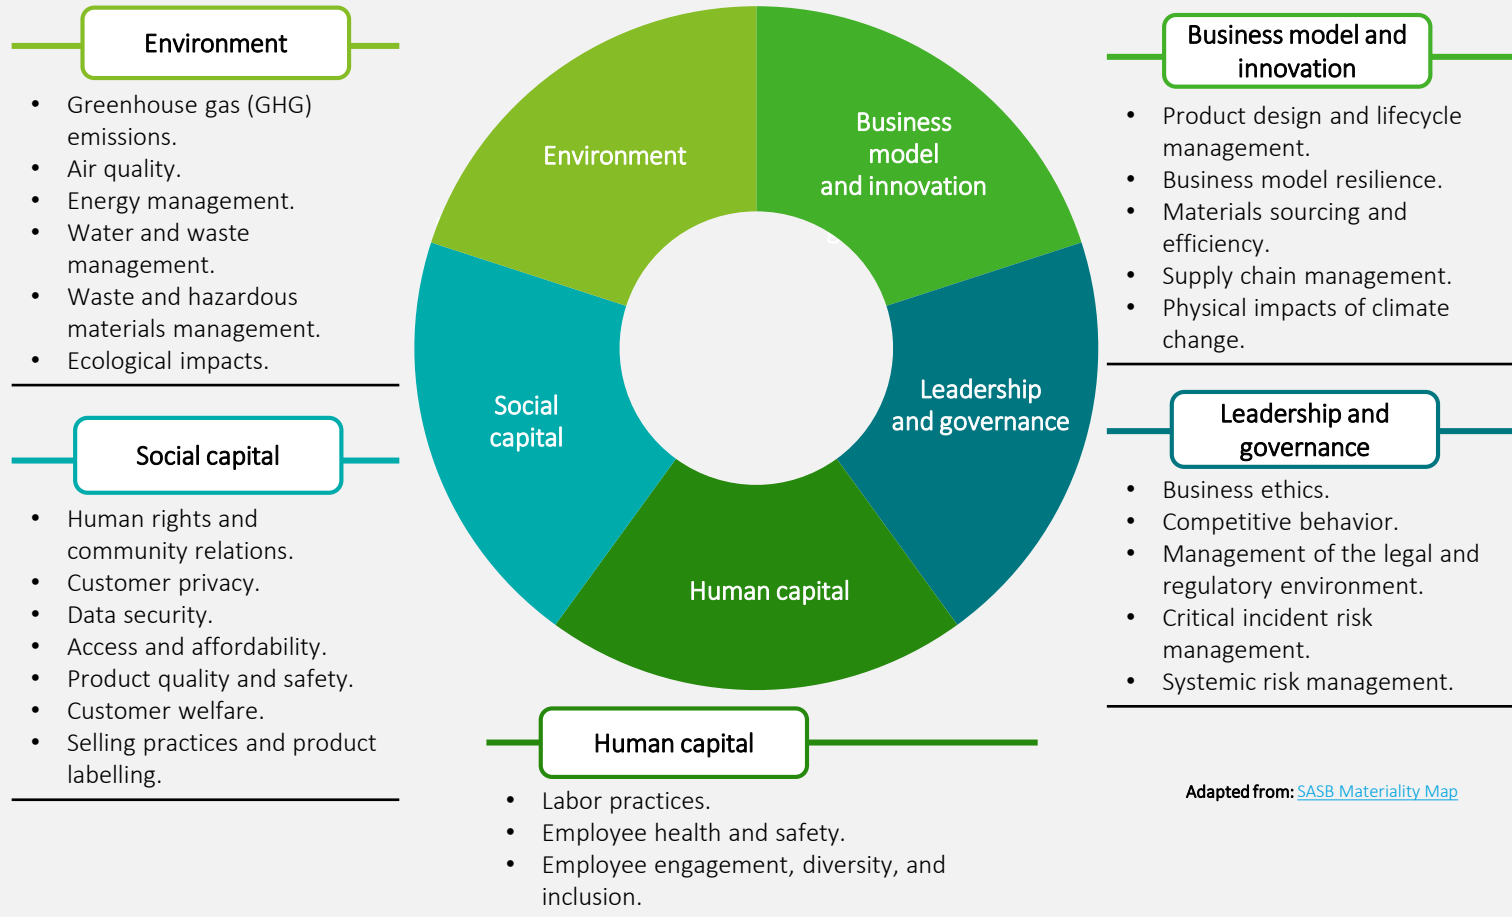 Environment
• Greenhouse gas (GHG)
emissions.
• Air quality.
• Energy management.
• Water and waste
management.
• Waste and hazardous
materials management.
• Ecological impacts.
Social capital
• Human rights and
community relations.
• Customer privacy.
• Data security.
• Access and affordability.
• Product quality and safety.
• Customer welfare.
• Selling practices and product
labelling.
Environment
Business
model
and innovation
Social
capital
Leadership
and governance
Human capital
Human capital
• Labor practices.
• Employee health and safety.
• Employee engagement, diversity, and
inclusion.
Business model and
innovation
• Product design and lifecycle
management.
• Business model resilience.
• Materials sourcing and
efficiency.
• Supply chain management.
• Physical impacts of climate
change.
Leadership and
governance
• Business ethics.
• Competitive behavior.
• Management of the legal and
regulatory environment.
• Critical incident risk
management.
• Systemic risk management.
Adapted from: SASB Materiality Map